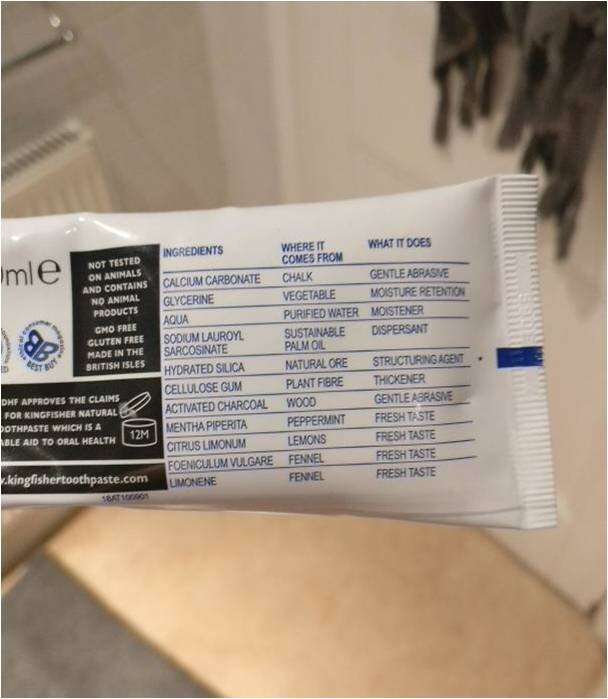 mle
NOT TESTED
ON ANIMALS
AND CONTAINS
NO ANIMAL
PRODUCTS
GMO FREE
GLUTEN FREE
MADE IN THE
BRITISH ISLES
BEST BUY
DHF APPROVES THE CLAIMS
FOR KINGFISHER NATURAL
OOTHPASTE WHICH IS A
ABLE AID TO ORAL HEALTH
12M
.kingfishertoothpaste.com
INGREDIENTS WHERE IT COMES FROM WHAT IT DOES
CALCIUM CARBONATE CHALK GENTLE ABRASIVE
GLYCERINE VEGETABLE MOISTURE RETENTION
AQUA PURIFIED WATER MOISTENER
SODIUM LAUROYL SUSTAINABLE DISPERSANT
SARCOSINATE PALM OIL
HYDRATED SILICA NATURAL ORE STRUCTURING AGENT
CELLULOSE GUM PLANT FIBRE THICKENER
ACTIVATED CHARCOAL WOOD GENTLE ABRASIVE
MENTHA PIPERITA PEPPERMINT FRESH TASTE
CITRUS LIMONUM LEMONS FRESH TASTE
FOENICULUM VULGARE FENNEL FRESH TASTE
LIMONENE FENNEL FRESH TASTE
18AT100901